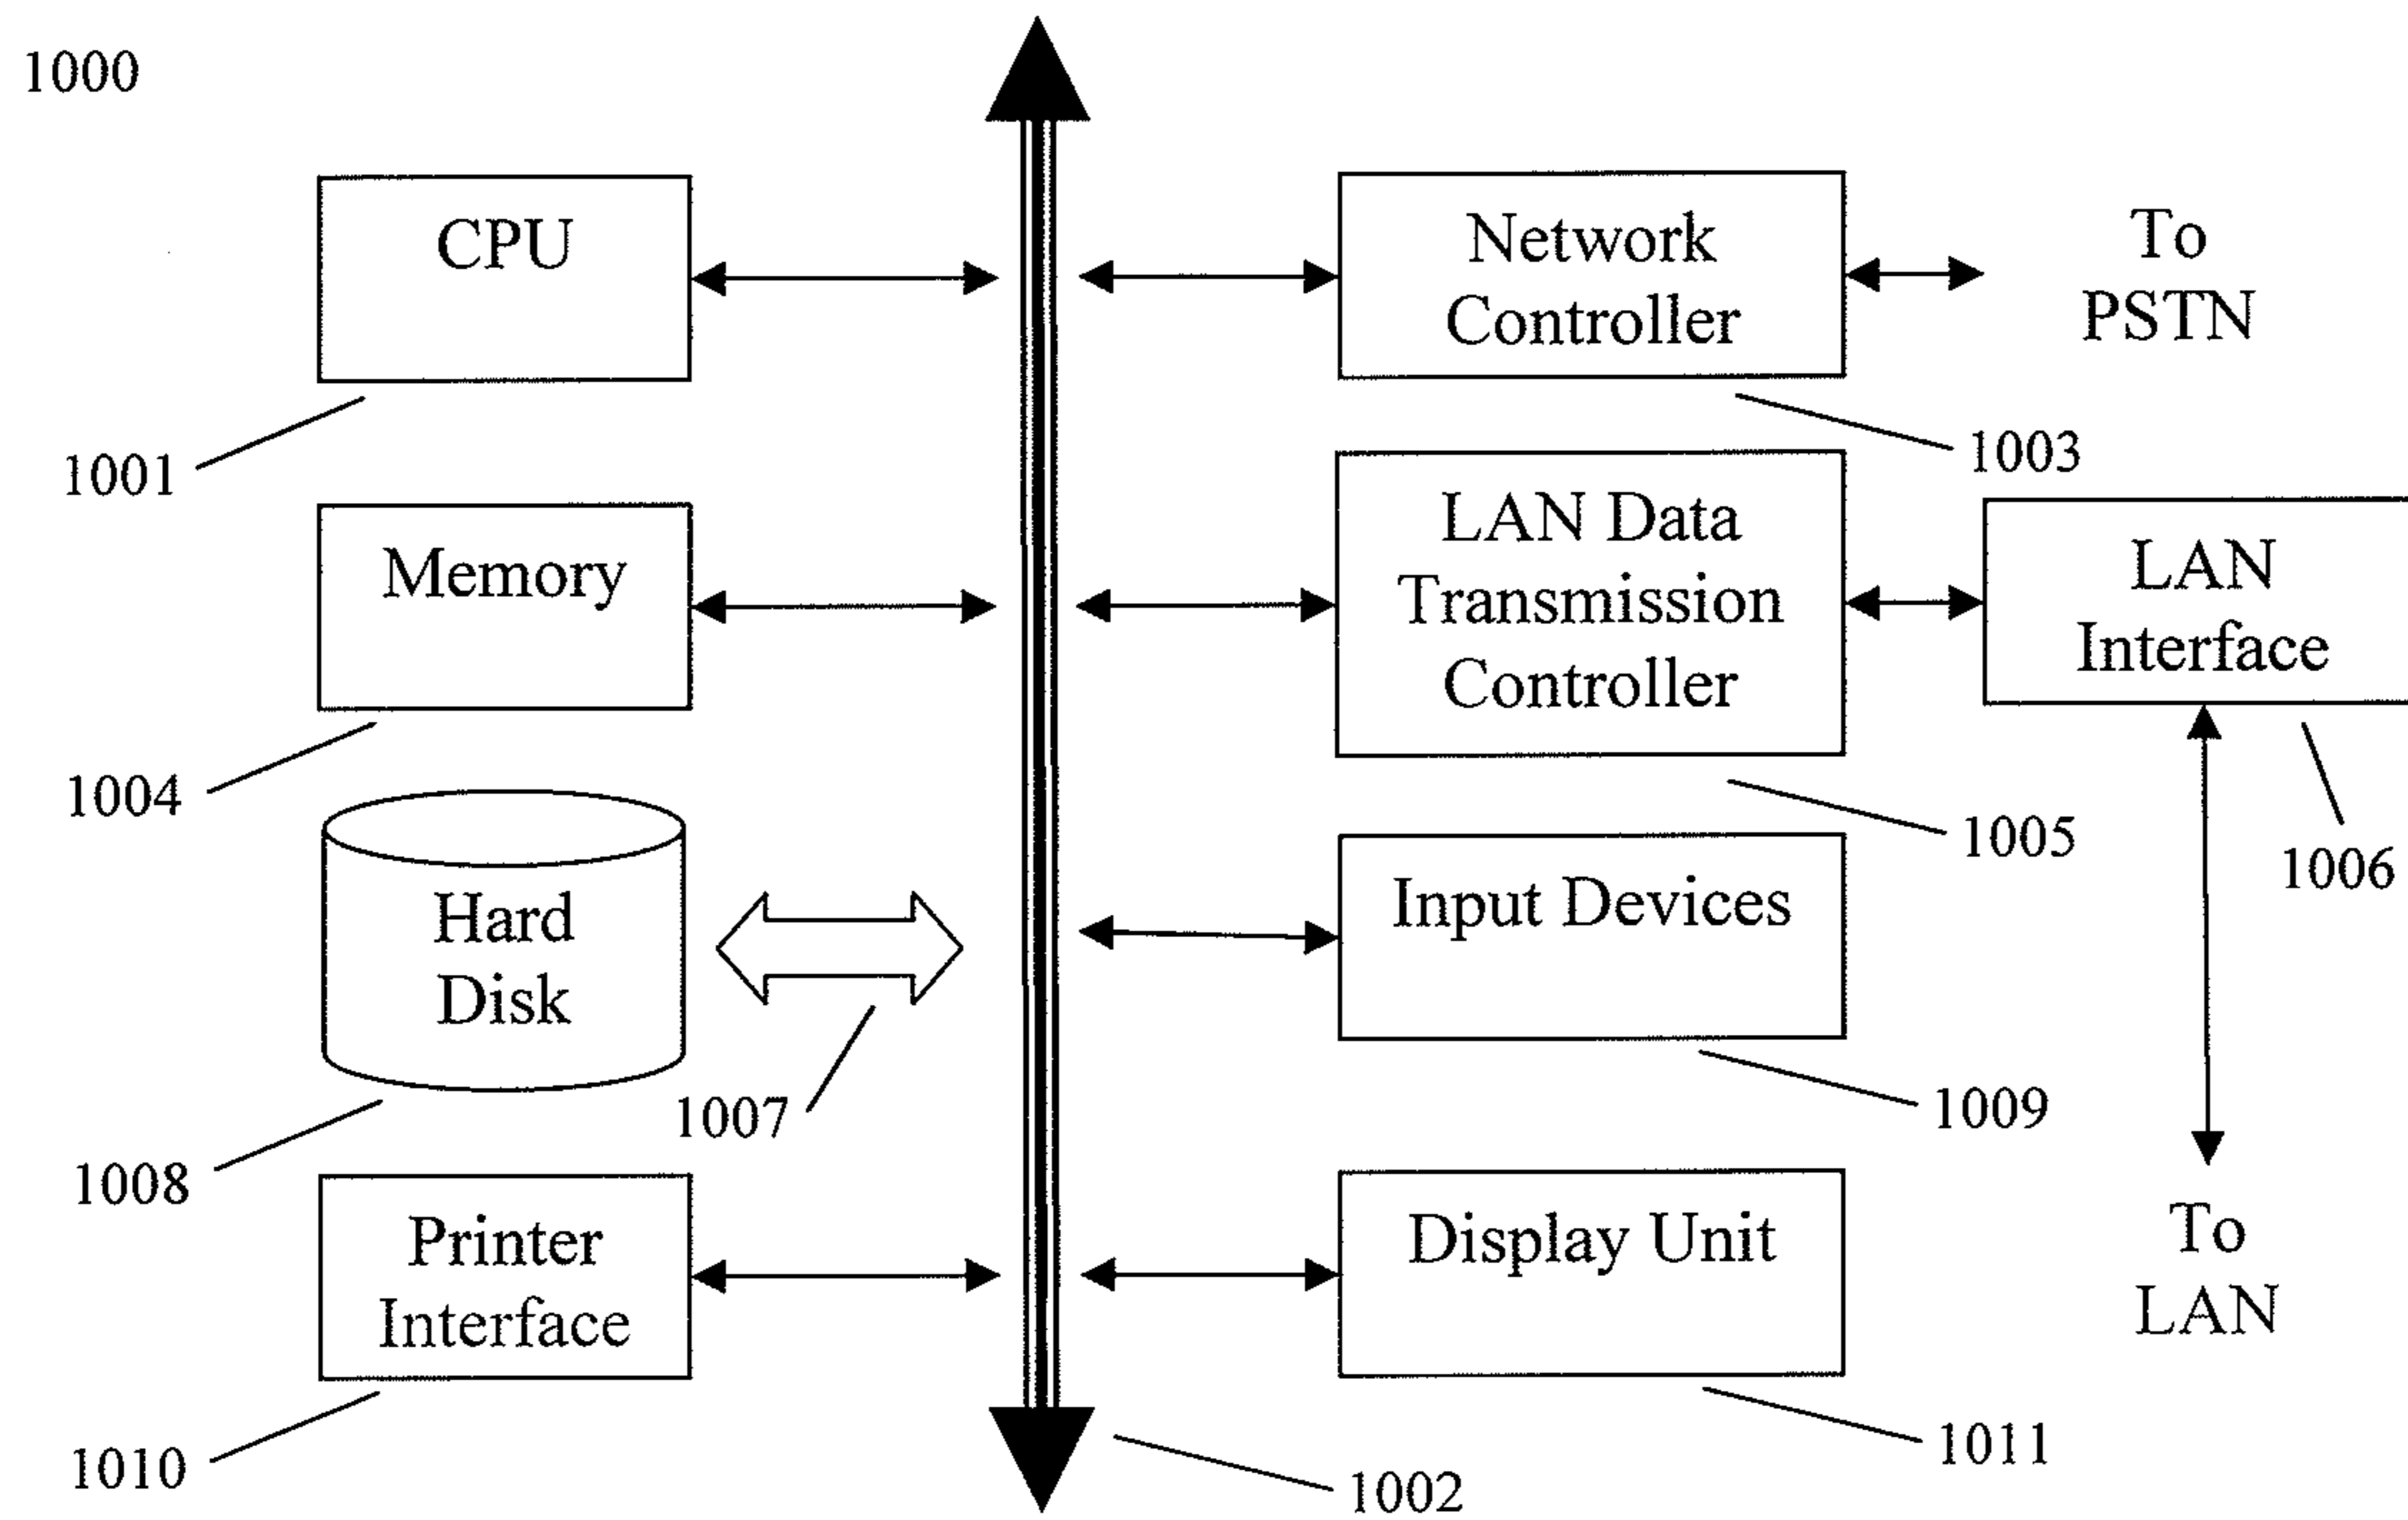 1000
CPU
Network
Controller
To
PSTN
1001
1003
Memory
LAN Data
Transmission
Controller
LAN
Interface
1004
1005
1006
Hard
Disk
Input Devices
1007
1008
1009
Printer
Interface
Display Unit
To
LAN
1010
1011
1002